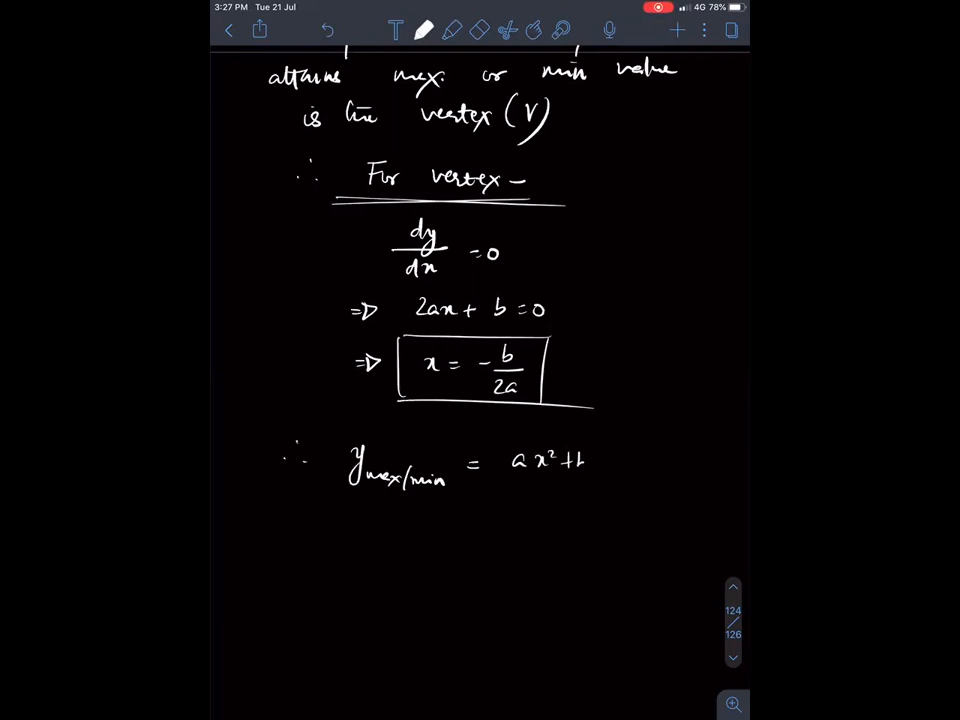 3:27 PM Tue 21 Jul 4G 78%
T
attains max. or min value
is the vertex (V)
∴ For vertex –
dy/dx = 0
⇒ 2ax + b = 0
⇒ x = - b/2a
∴ y max/min = ax² + b
124
/
126